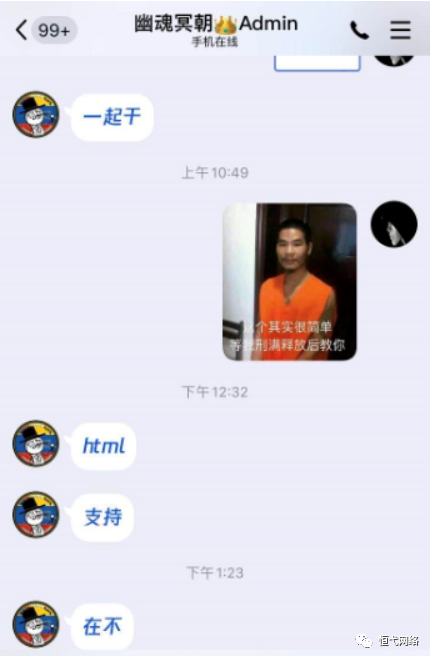 99+
幽魂冥朝👑Admin
手机在线
一起干
上午10:49
这个其实很简单
等我刑满释放后教你
下午12:32
html
支持
下午1:23
在不
恒弋网络